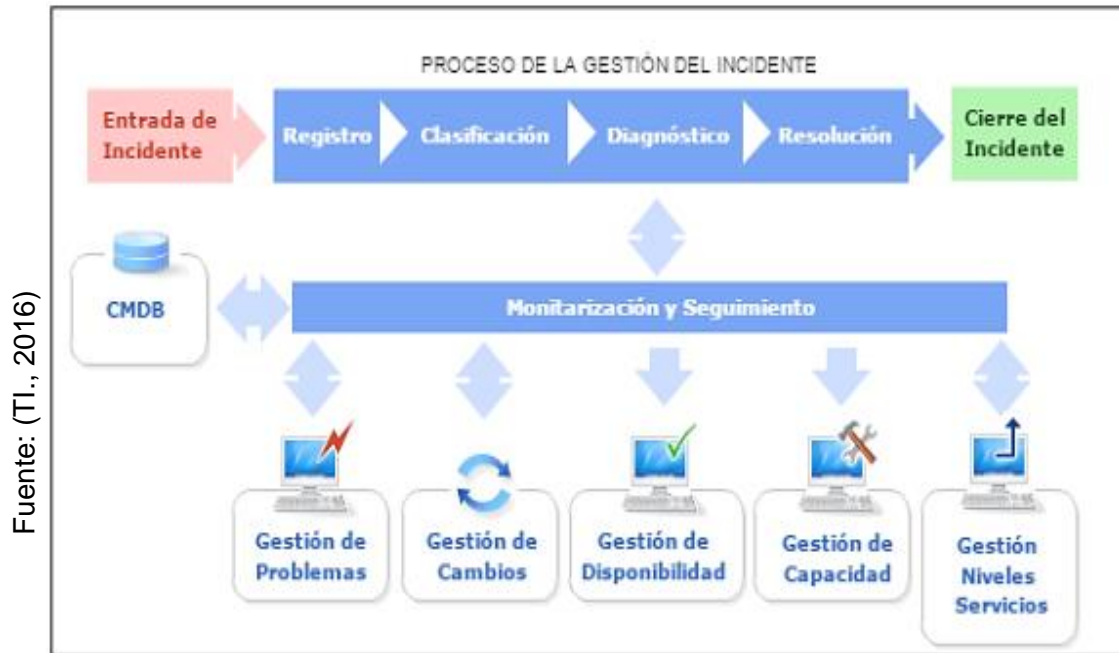 PROCESO DE LA GESTIÓN DEL INCIDENTE
Entrada de
Incidente
Registro
Clasificación
Diagnóstico
Resolución
Cierre del
Incidente
CMDB
Monitarización y Seguimiento
Gestión de
Problemas
Gestión de
Cambios
Gestión de
Disponibilidad
Gestión de
Capacidad
Gestión
Niveles
Servicios
Fuente: (TI., 2016)